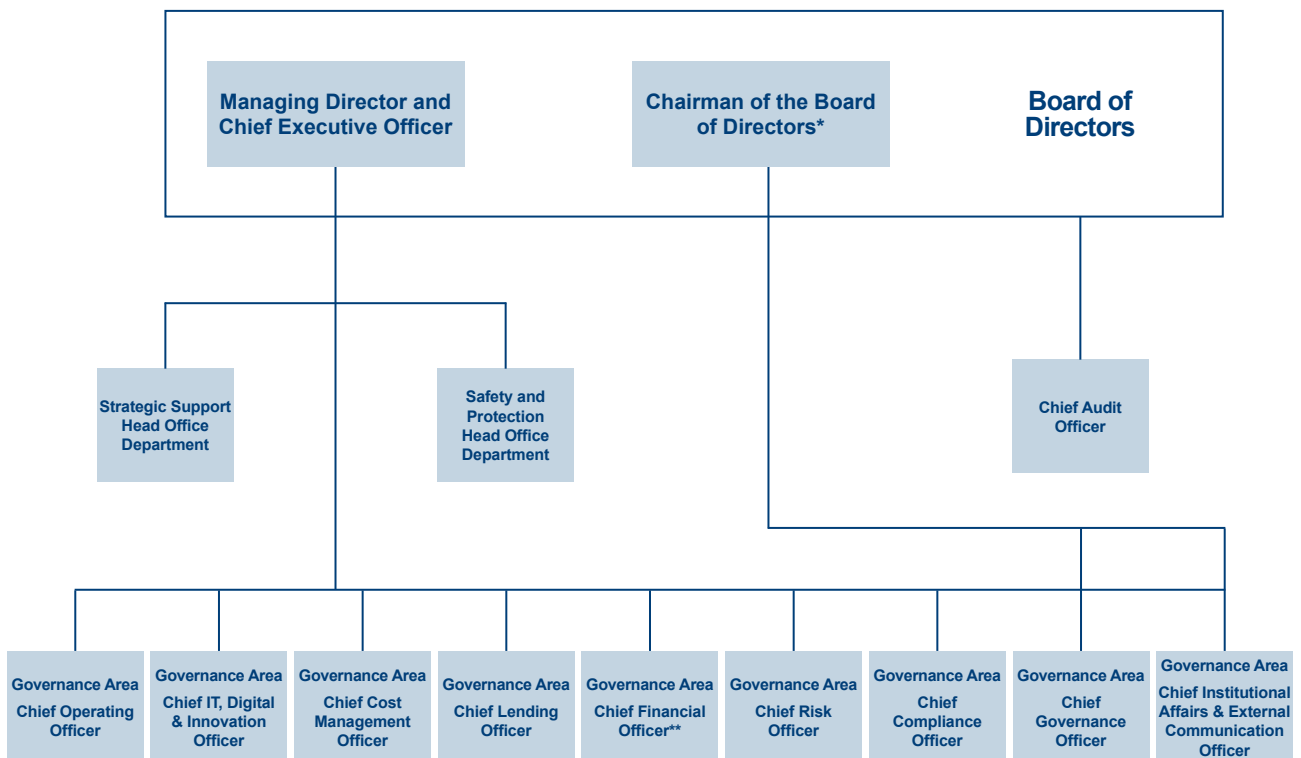 Managing Director and
Chief Executive Officer
Chairman of the Board
of Directors*
Board of
Directors
Strategic Support
Head Office
Department
Safety and
Protection
Head Office
Department
Chief Audit
Officer
Governance Area
Chief Operating
Officer
Governance Area
Chief IT, Digital
& Innovation
Officer
Governance Area
Chief Cost
Management
Officer
Governance Area
Chief Lending
Officer
Governance Area
Chief Financial
Officer**
Governance Area
Chief Risk
Officer
Governance Area
Chief
Compliance
Officer
Governance Area
Chief
Governance
Officer
Governance Area
Chief Institutional
Affairs & External
Communication
Officer